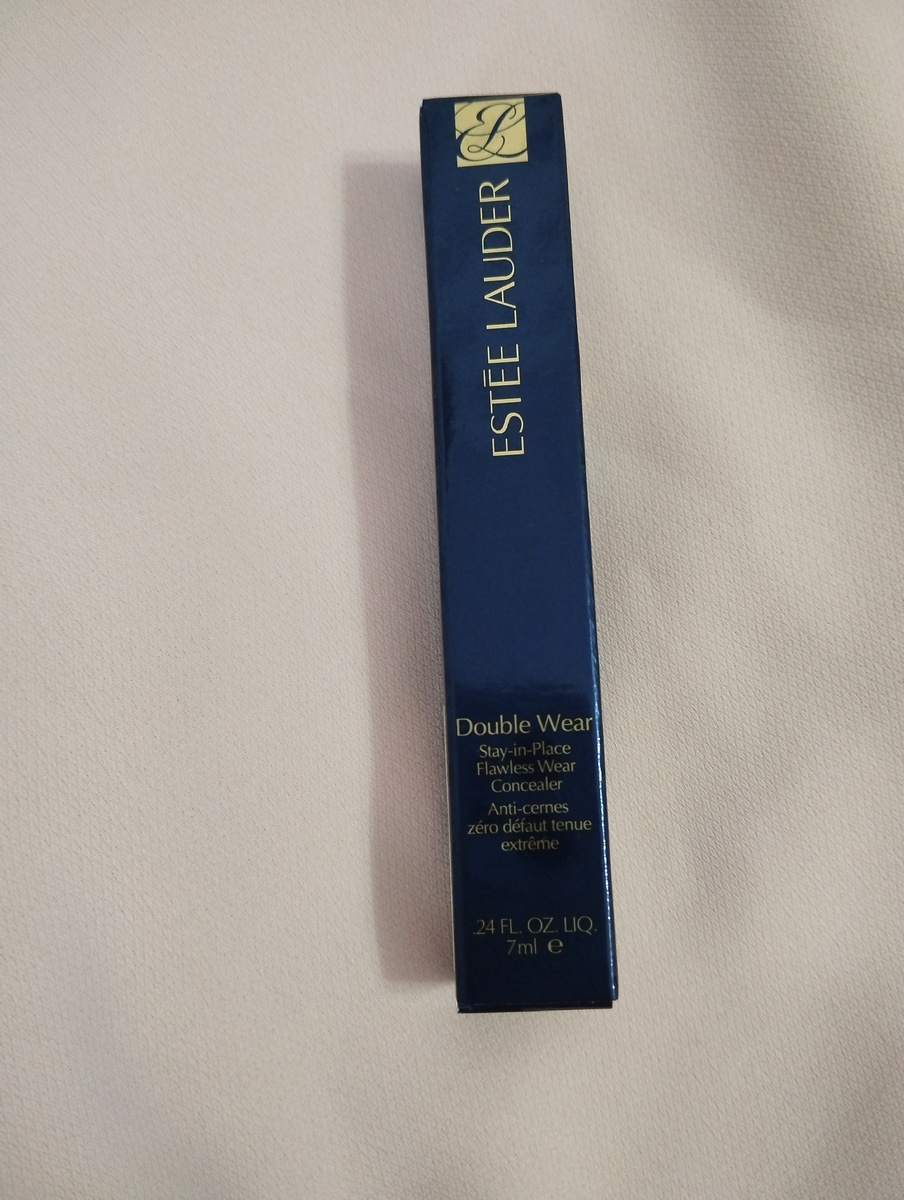 EL
ESTĒE LAUDER
Double Wear
Stay-in-Place
Flawless Wear
Concealer
Anti-cernes
zéro défaut tenue
extrême
.24 FL. OZ. LIQ.
7ml ℮